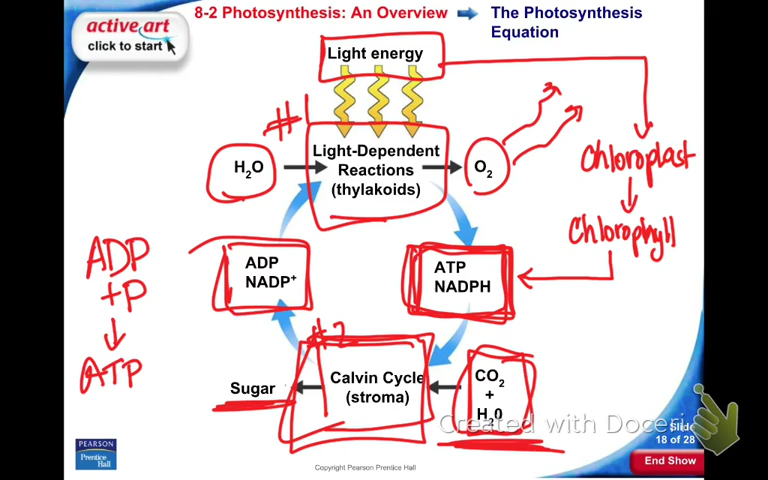 active art
click to start
8-2 Photosynthesis: An Overview
The Photosynthesis
Equation
Light energy
#1
H₂O
Light-Dependent
Reactions
(thylakoids)
O₂
Chloroplast
Chlorophyll
ADP
+P
ATP
ADP
NADP⁺
ATP
NADPH
#2
Sugar
Calvin Cycle
(stroma)
CO₂
+
H₂0
Created with Doceri
Slide
18 of 28
End Show
PEARSON
Prentice
Hall
Copyright Pearson Prentice Hall